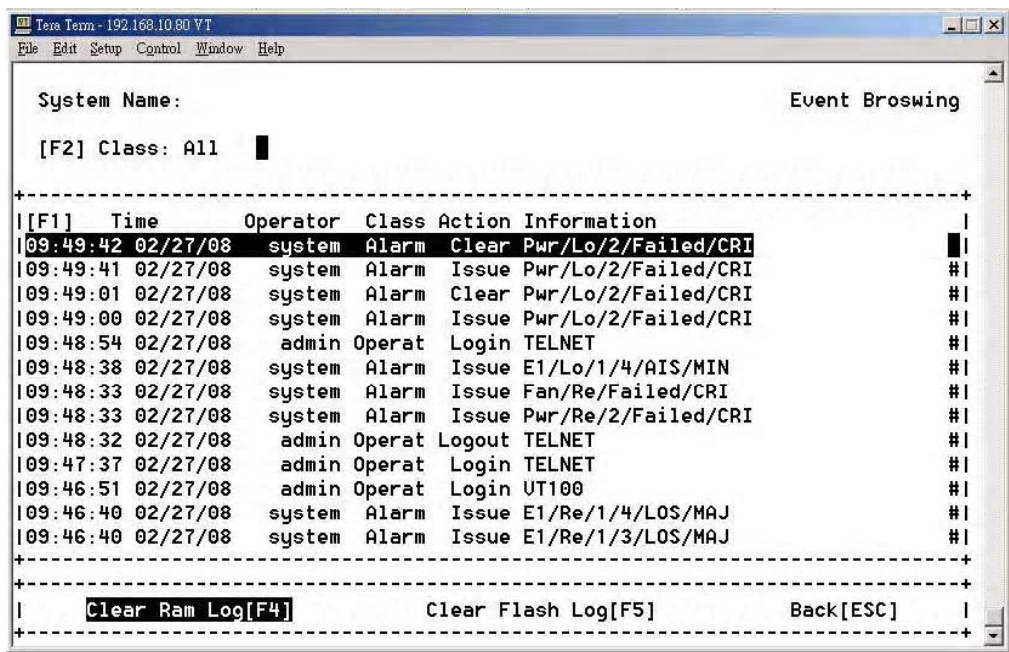 Tera Term - 192.168.10.80 VT
File Edit Setup Control Window Help
System Name: Event Broswing
[F2] Class: All
[F1] Time Operator Class Action Information
09:49:42 02/27/08 system Alarm Clear Pwr/Lo/2/Failed/CRI
09:49:41 02/27/08 system Alarm Issue Pwr/Lo/2/Failed/CRI #
09:49:01 02/27/08 system Alarm Clear Pwr/Lo/2/Failed/CRI #
09:49:00 02/27/08 system Alarm Issue Pwr/Lo/2/Failed/CRI #
09:48:54 02/27/08 admin Operat Login TELNET #
09:48:38 02/27/08 system Alarm Issue E1/Lo/1/4/AIS/MIN #
09:48:33 02/27/08 system Alarm Issue Fan/Re/Failed/CRI #
09:48:33 02/27/08 system Alarm Issue Pwr/Re/2/Failed/CRI #
09:48:32 02/27/08 admin Operat Logout TELNET #
09:47:37 02/27/08 admin Operat Login TELNET #
09:46:51 02/27/08 admin Operat Login VT100 #
09:46:40 02/27/08 system Alarm Issue E1/Re/1/4/LOS/MAJ #
09:46:40 02/27/08 system Alarm Issue E1/Re/1/3/LOS/MAJ #
Clear Ram Log[F4] Clear Flash Log[F5] Back[ESC]